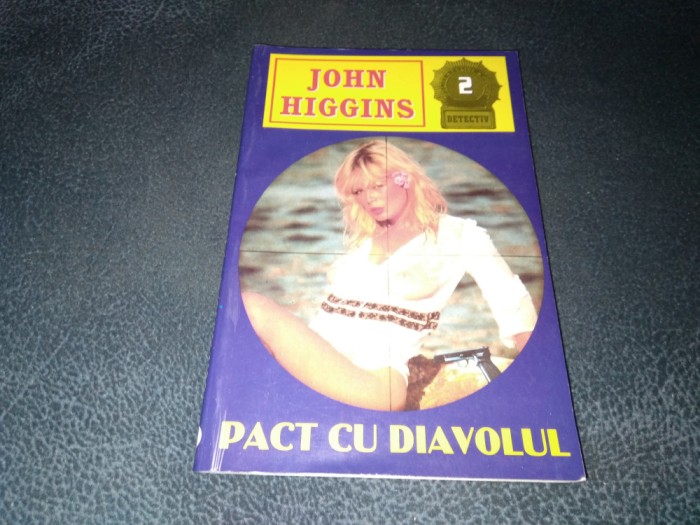 JOHN
HIGGINS
2
DETECTIV
PACT CU DIAVOLUL